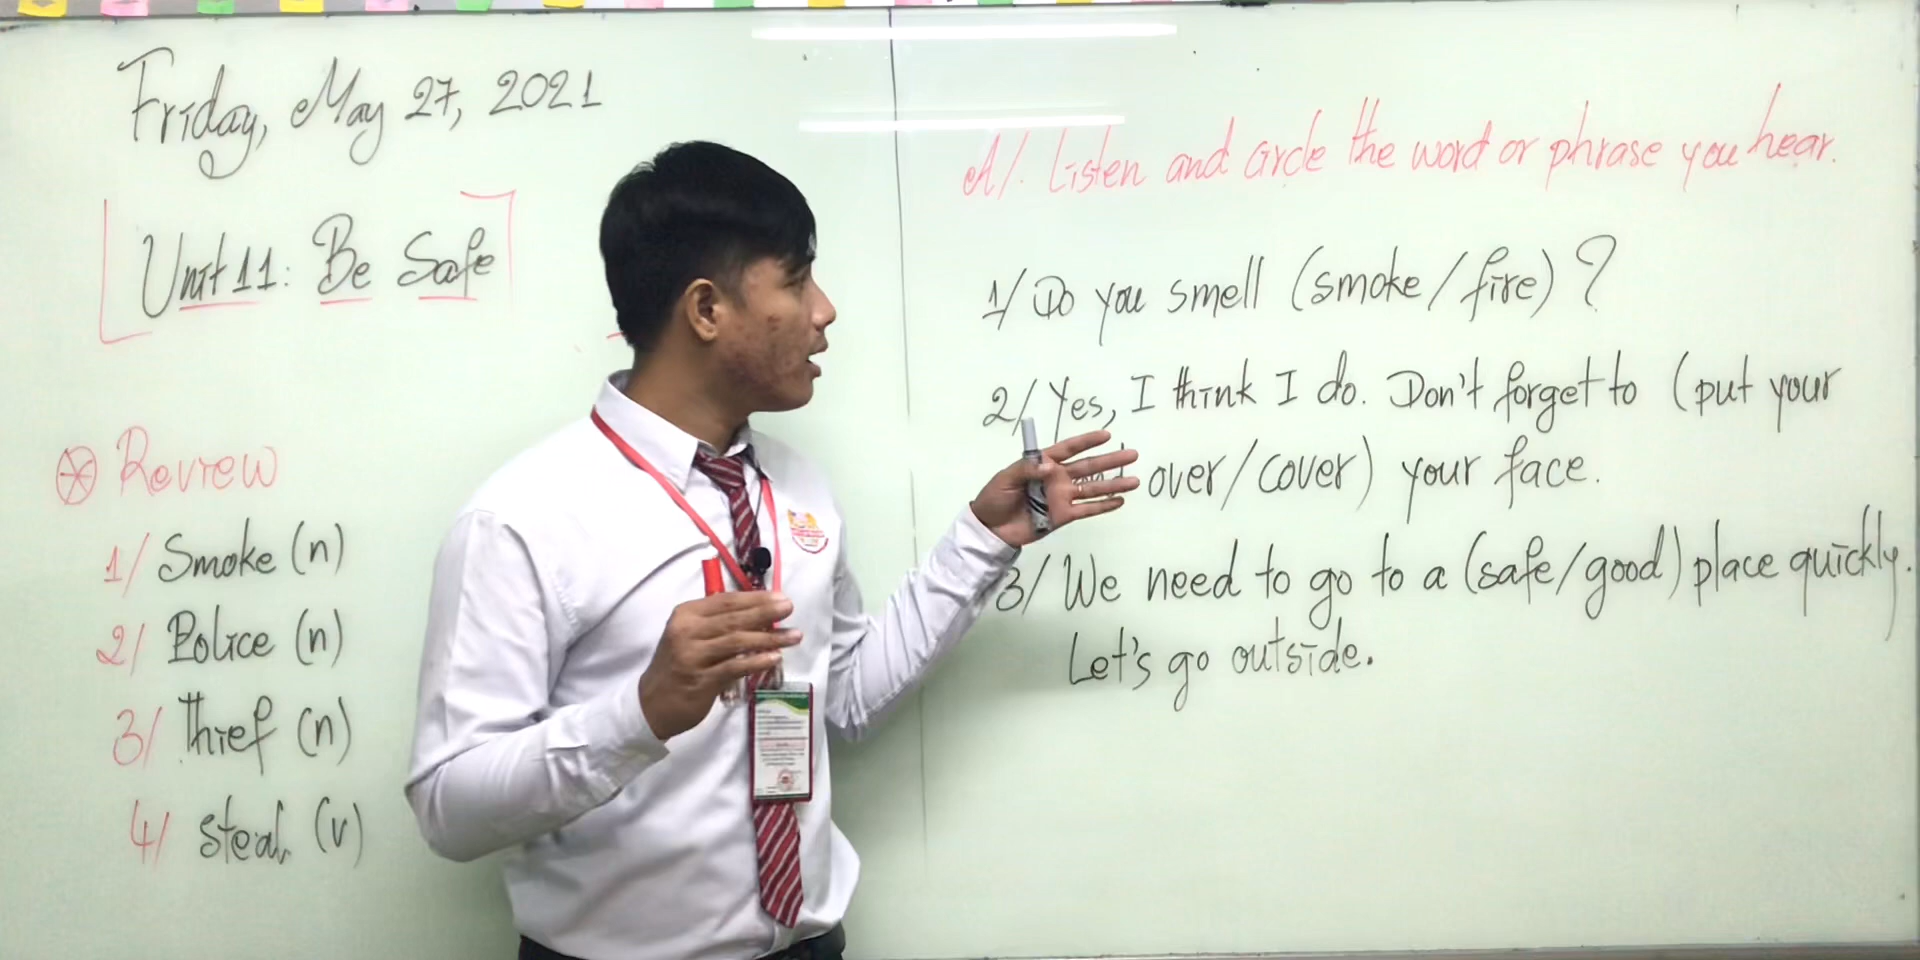 Friday, May 27, 2021
Unit 11: Be Safe
Review
1/ Smoke (n)
2/ Police (n)
3/ Thief (n)
4/ steal (v)
A/. Listen and circle the word or phrase you hear.
1/ Do you smell (smoke/fire)?
2/ Yes, I think I do. Don't forget to (put your
over/cover) your face.
3/ We need to go to a (safe/good) place quickly.
Let's go outside.